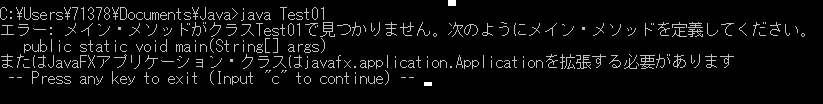 C:¥Users¥71378¥Documents¥Java>java Test01
エラー: メイン・メソッドがクラスTest01で見つかりません。次のようにメイン・メソッドを定義してください。
   public static void main(String[] args)
またはJavaFXアプリケーション・クラスはjavafx.application.Applicationを拡張する必要があります
 -- Press any key to exit (Input "c" to continue) --